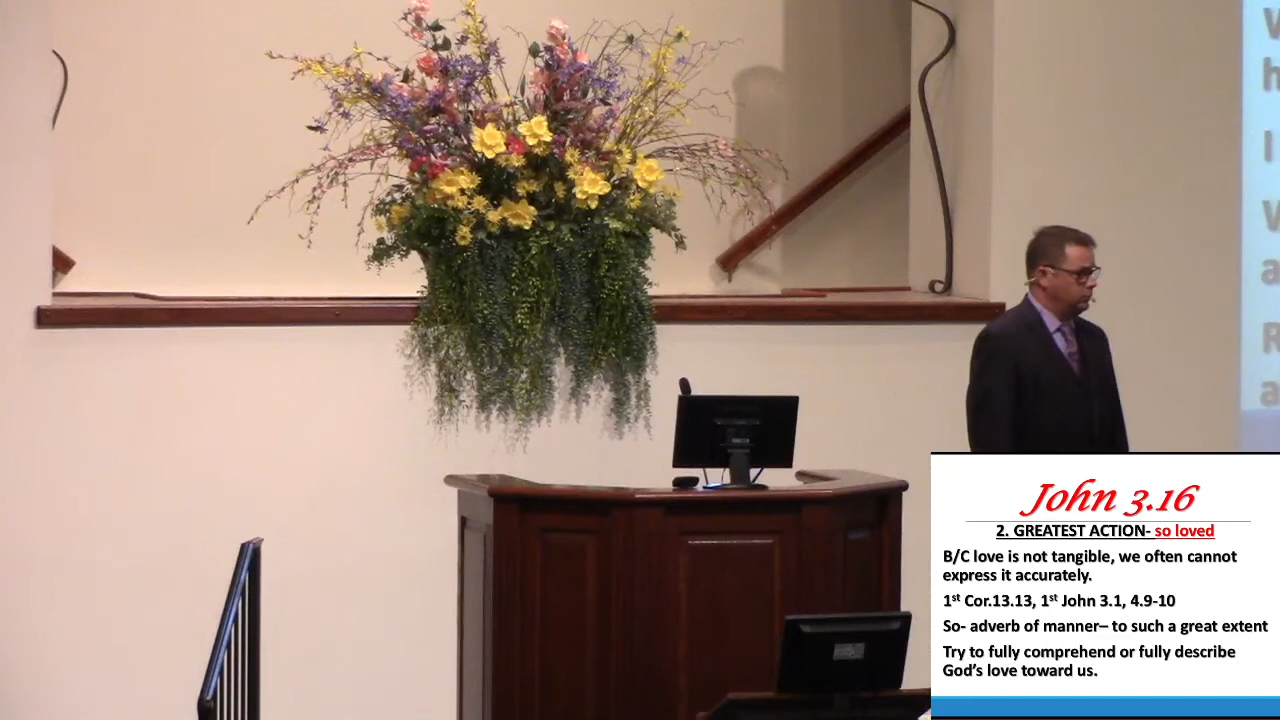 John 3.16
2. GREATEST ACTION- so loved
B/C love is not tangible, we often cannot
express it accurately.
1st Cor.13.13, 1st John 3.1, 4.9-10
So- adverb of manner– to such a great extent
Try to fully comprehend or fully describe
God's love toward us.